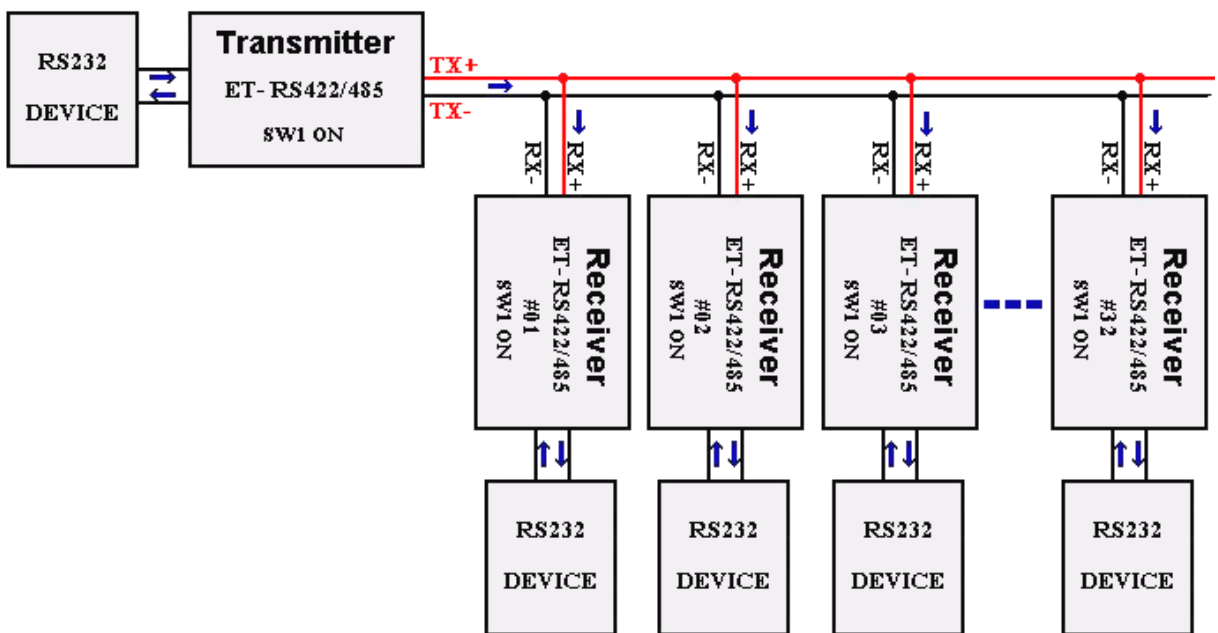 RS232
DEVICE
Transmitter
ET- RS422/485
SW1 ON
TX+
TX-
RX-
RX+
RX-
RX+
RX-
RX+
RX-
RX+
Receiver
ET- RS422/485
#01
SW1 ON
Receiver
ET- RS422/485
#02
SW1 ON
Receiver
ET- RS422/485
#03
SW1 ON
Receiver
ET- RS422/485
#32
SW1 ON
RS232
DEVICE
RS232
DEVICE
RS232
DEVICE
RS232
DEVICE